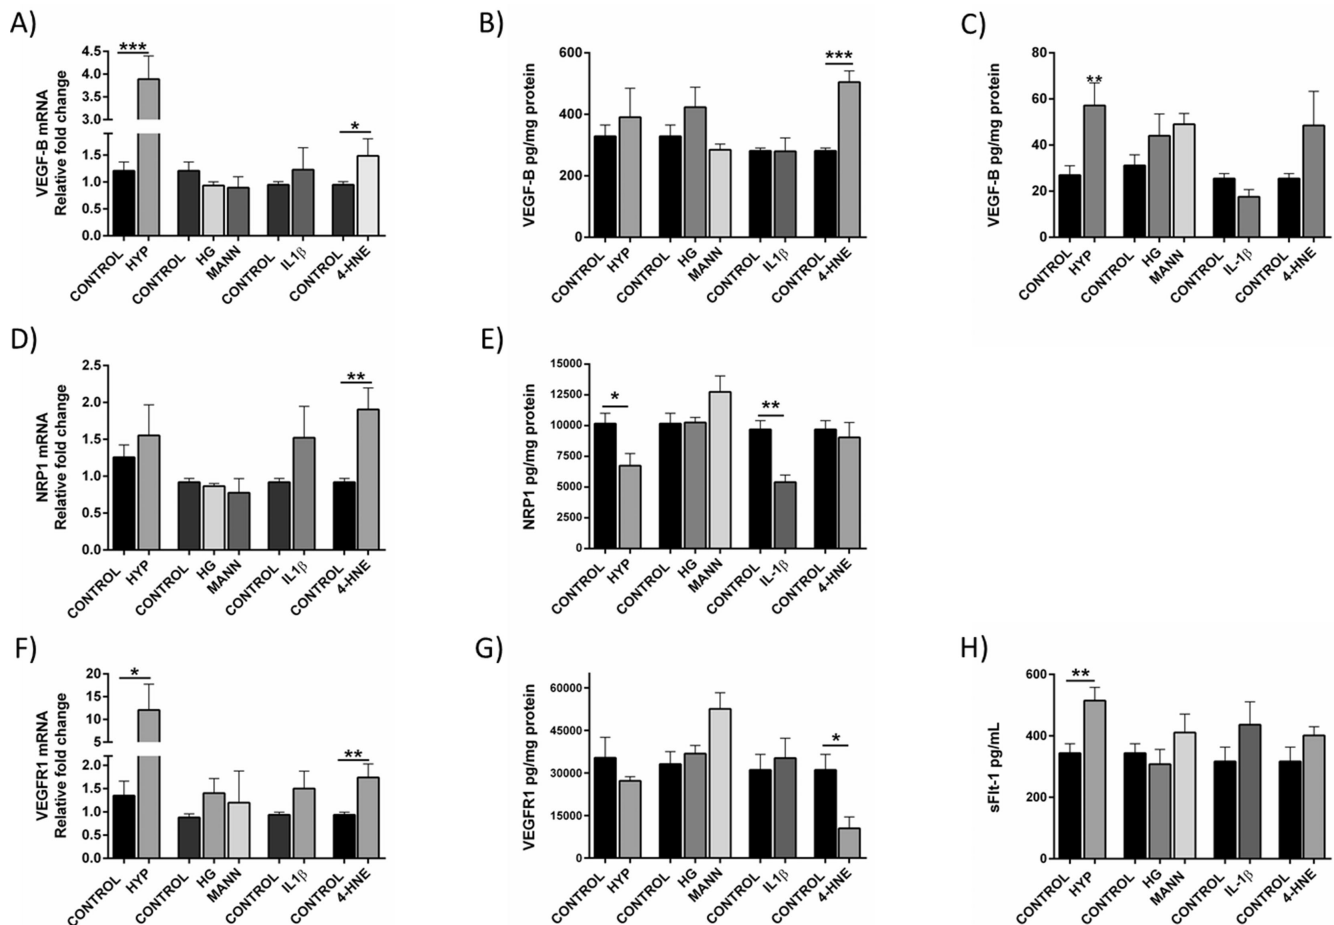 A)
VEGF-B mRNA
Relative fold change
4.5
4.0
3.5
3.0
1.5
1.0
0.5
0.0
***
*
CONTROL
HYP
CONTROL
HG
MANN
CONTROL
IL1β
CONTROL
4-HNE
B)
VEGF-B pg/mg protein
600
400
200
0
***
CONTROL
HYP
CONTROL
HG
MANN
CONTROL
IL1β
CONTROL
4-HNE
C)
VEGF-B pg/mg protein
80
60
40
20
0
**
CONTROL
HYP
CONTROL
HG
MANN
CONTROL
IL-1β
CONTROL
4-HNE
D)
NRP1 mRNA
Relative fold change
2.5
2.0
1.5
1.0
0.5
0.0
**
CONTROL
HYP
CONTROL
HG
MANN
CONTROL
IL1β
CONTROL
4-HNE
E)
NRP1 pg/mg protein
15000
12500
10000
7500
5000
2500
0
*
**
CONTROL
HYP
CONTROL
HG
MANN
CONTROL
IL-1β
CONTROL
4-HNE
F)
VEGFR1 mRNA
Relative fold change
20
15
10
5
2.0
1.5
1.0
0.5
0.0
*
**
CONTROL
HYP
CONTROL
HG
MANN
CONTROL
IL1β
CONTROL
4-HNE
G)
VEGFR1 pg/mg protein
60000
45000
30000
15000
0
*
CONTROL
HYP
CONTROL
HG
MANN
CONTROL
IL1β
CONTROL
4-HNE
H)
sFlt-1 pg/mL
600
400
200
0
**
CONTROL
HYP
CONTROL
HG
MANN
CONTROL
IL-1β
CONTROL
4-HNE